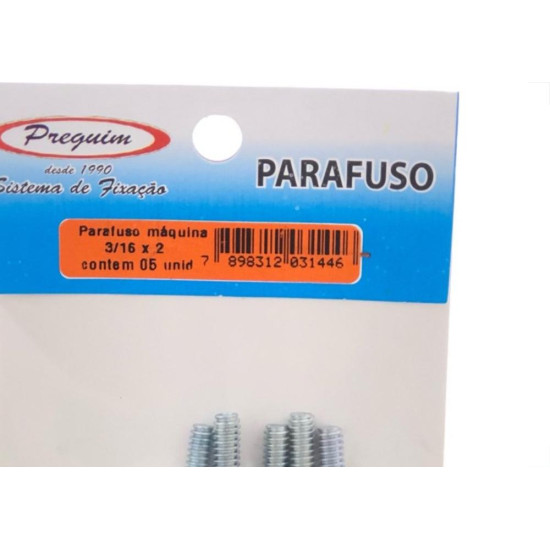 Preguim
desde 1990
Sistema de Fixação
PARAFUSO
Parafuso máquina
3/16 x 2
contem 05 unid
7 898312 031446